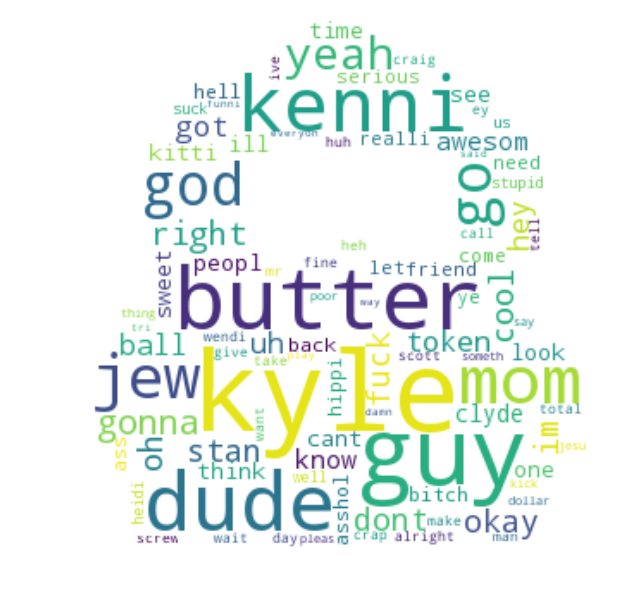 time
yeah
craig
ive
serious
hell
kenni
see
suck
funni
ey
got
everyon
us
kitti
ill
huh
realli
awesom
god
said
need
go
stupid
right
call
hey
tell
heh
come
peopl
mr
fine
let
friend
sweet
butter
poor
way
ye
cool
say
thing
tri
ball
wendi
uh
back
token
look
give
take
play
scott
someth
jew
kyle
fuck
hippi
mom
damn
gonna
want
clyde
total
oh
stan
cant
guy
im
jesu
ass
think
know
well
one
kick
heidi
dude
asshol
bitch
dollar
dont
make
okay
screw
wait
day
pleas
crap
alright
man